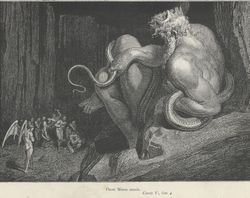 There Minos stands.
Canto V., line 4